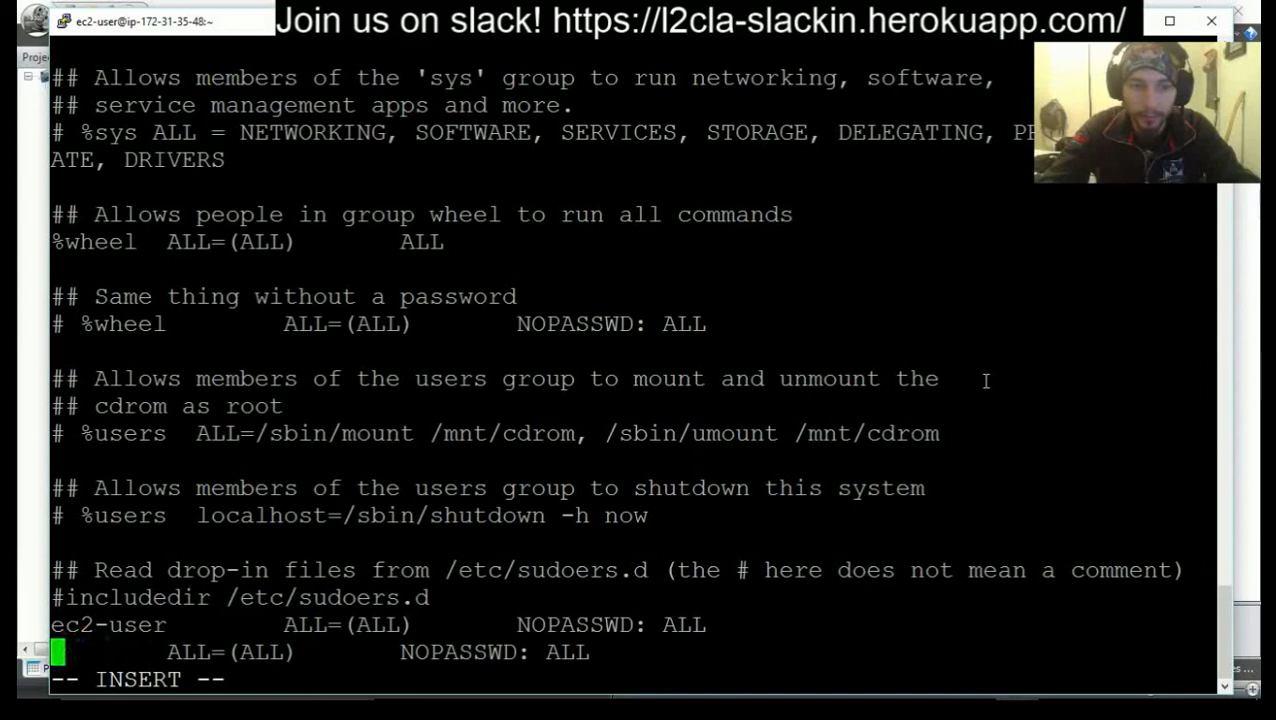 ec2-user@ip-172-31-35-48:~
Join us on slack! https://l2cla-slackin.herokuapp.com/
Proje
## Allows members of the 'sys' group to run networking, software,
## service management apps and more.
# %sys ALL = NETWORKING, SOFTWARE, SERVICES, STORAGE, DELEGATING, P
ATE, DRIVERS
## Allows people in group wheel to run all commands
%wheel ALL=(ALL) ALL
## Same thing without a password
# %wheel ALL=(ALL) NOPASSWD: ALL
## Allows members of the users group to mount and unmount the
## cdrom as root
# %users ALL=/sbin/mount /mnt/cdrom, /sbin/umount /mnt/cdrom
## Allows members of the users group to shutdown this system
# %users localhost=/sbin/shutdown -h now
## Read drop-in files from /etc/sudoers.d (the # here does not mean a comment)
#includedir /etc/sudoers.d
ec2-user ALL=(ALL) NOPASSWD: ALL
ALL=(ALL) NOPASSWD: ALL
-- INSERT --